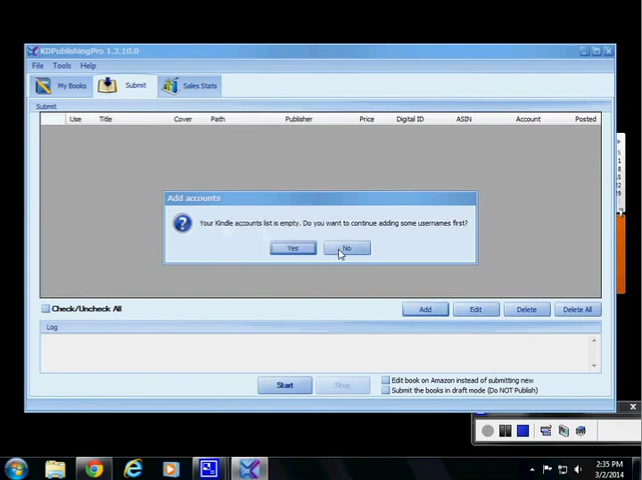 KDPublishingPro 1.3.10.0
File Tools Help
My Books Submit Sales Stats
Submit
Use Title Cover Path Publisher Price Digital ID ASIN Account Posted
Add accounts
Your Kindle accounts list is empty. Do you want to continue adding some usernames first?
Yes No
Check/Uncheck All
Add Edit Delete Delete All
Log
Start Stop
Edit book on Amazon instead of submitting new
Submit the books in draft mode (Do NOT Publish)
2:35 PM
3/2/2014